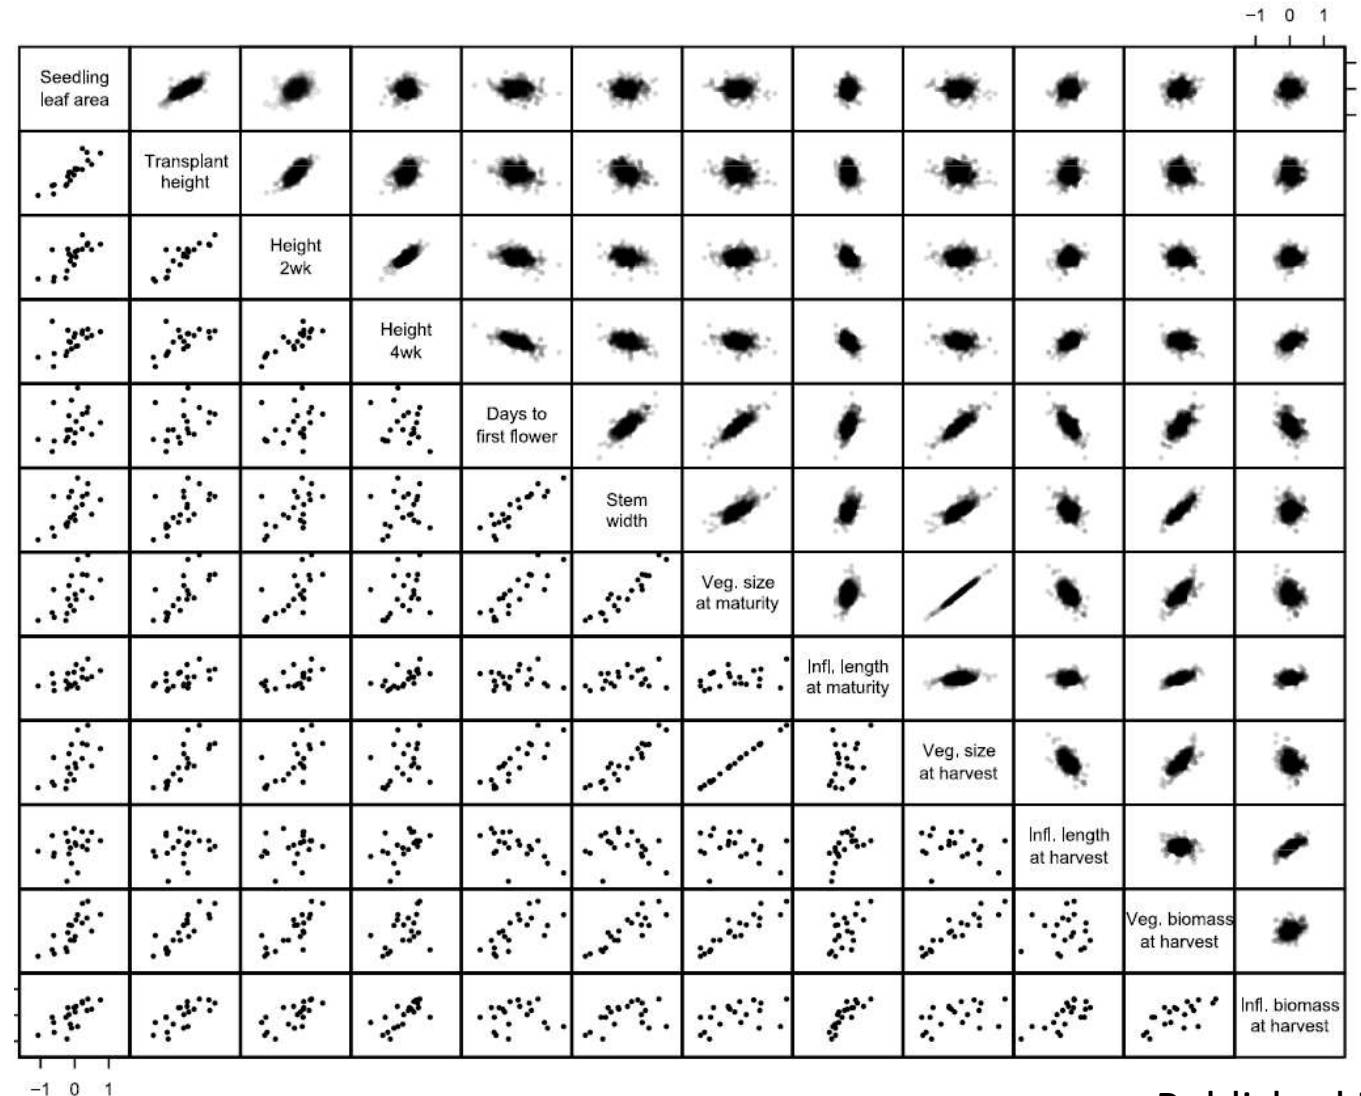 −1 0 1
Seedling
leaf area
Transplant
height
Height
2wk
Height
4wk
Days to
first flower
Stem
width
Veg. size
at maturity
Infl. length
at maturity
Veg. size
at harvest
Infl. length
at harvest
Veg. biomass
at harvest
Infl. biomass
at harvest
−1 0 1